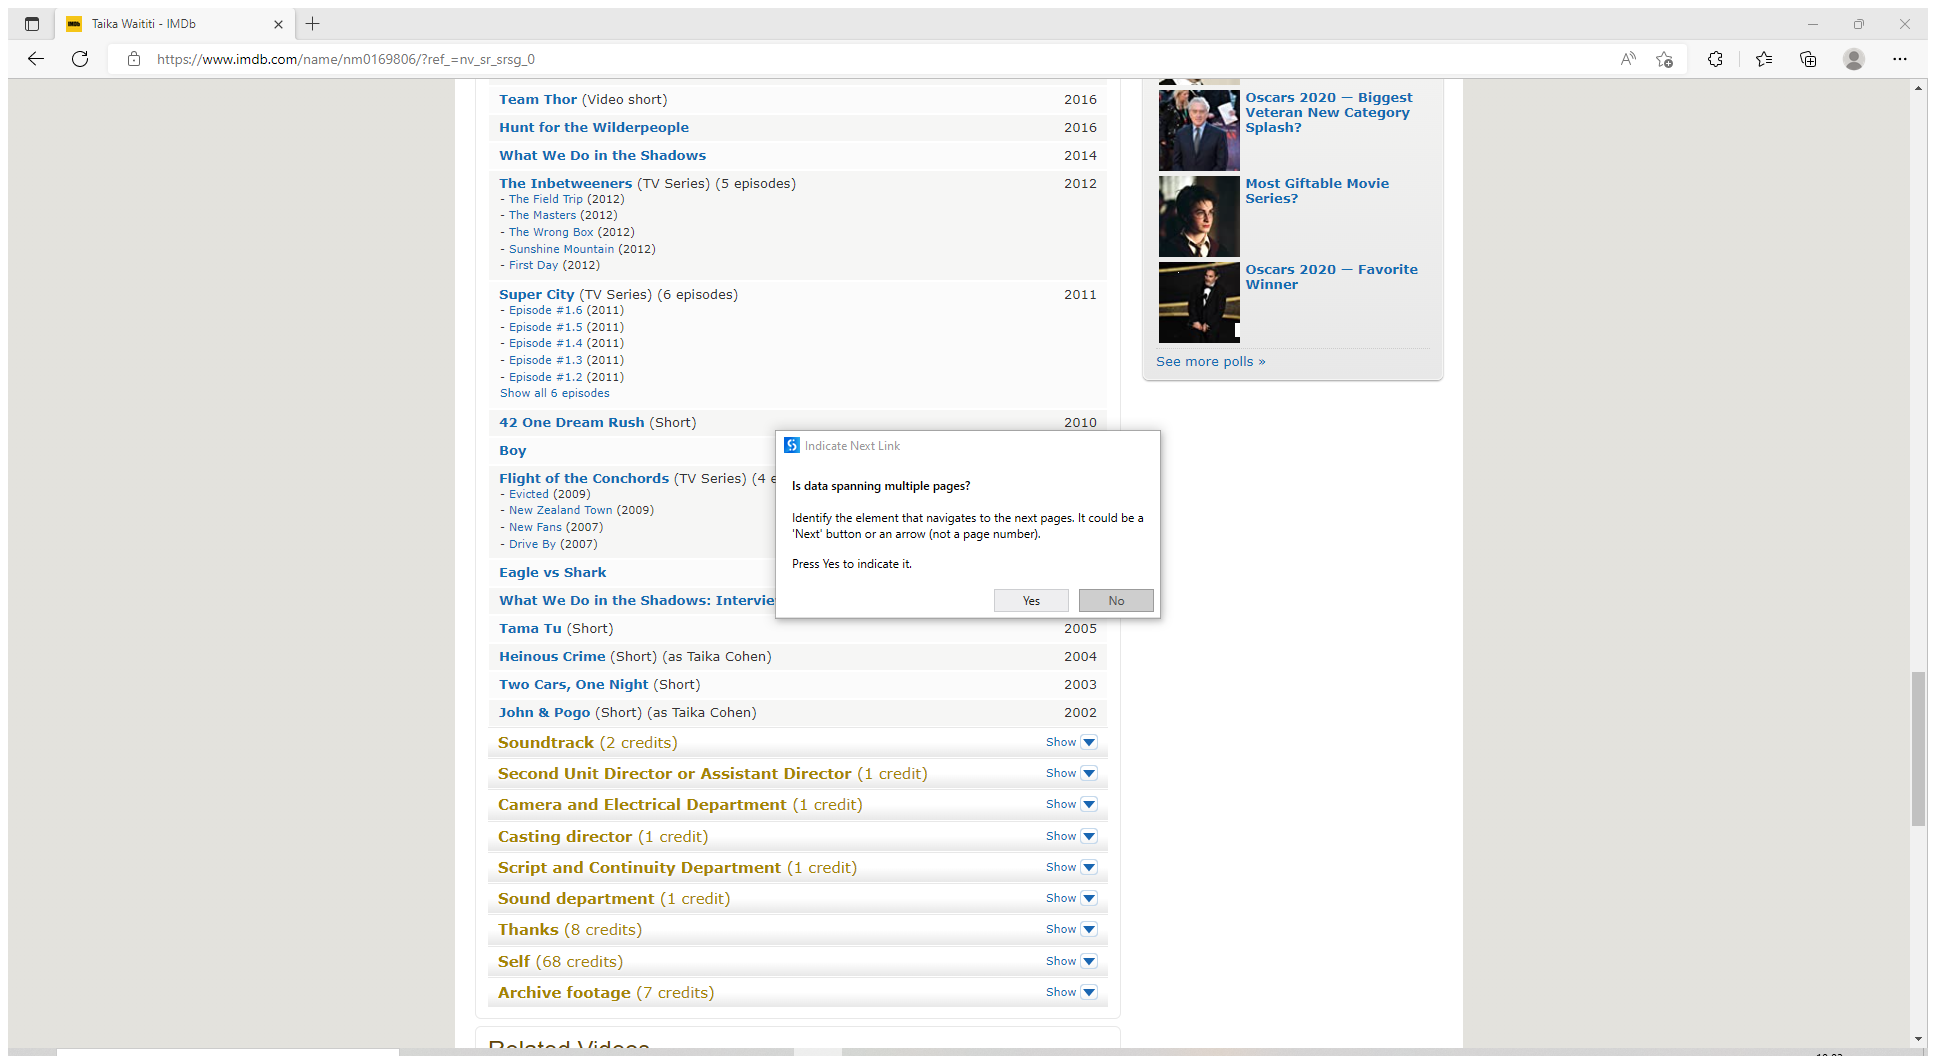 Taika Waititi - IMDb
https://www.imdb.com/name/nm0169806/?ref_=nv_sr_srsg_0
Team Thor (Video short) 2016
Hunt for the Wilderpeople 2016
What We Do in the Shadows 2014
The Inbetweeners (TV Series) (5 episodes) 2012
- The Field Trip (2012)
- The Masters (2012)
- The Wrong Box (2012)
- Sunshine Mountain (2012)
- First Day (2012)
Super City (TV Series) (6 episodes) 2011
- Episode #1.6 (2011)
- Episode #1.5 (2011)
- Episode #1.4 (2011)
- Episode #1.3 (2011)
- Episode #1.2 (2011)
Show all 6 episodes
42 One Dream Rush (Short) 2010
Boy
Flight of the Conchords (TV Series) (4 e
- Evicted (2009)
- New Zealand Town (2009)
- New Fans (2007)
- Drive By (2007)
Eagle vs Shark
What We Do in the Shadows: Intervie
Tama Tu (Short) 2005
Heinous Crime (Short) (as Taika Cohen) 2004
Two Cars, One Night (Short) 2003
John & Pogo (Short) (as Taika Cohen) 2002
Soundtrack (2 credits) Show
Second Unit Director or Assistant Director (1 credit) Show
Camera and Electrical Department (1 credit) Show
Casting director (1 credit) Show
Script and Continuity Department (1 credit) Show
Sound department (1 credit) Show
Thanks (8 credits) Show
Self (68 credits) Show
Archive footage (7 credits) Show
Related Videos
Oscars 2020 — Biggest
Veteran New Category
Splash?
Most Giftable Movie
Series?
Oscars 2020 — Favorite
Winner
See more polls »
Indicate Next Link
Is data spanning multiple pages?
Identify the element that navigates to the next pages. It could be a
'Next' button or an arrow (not a page number).
Press Yes to indicate it.
Yes No